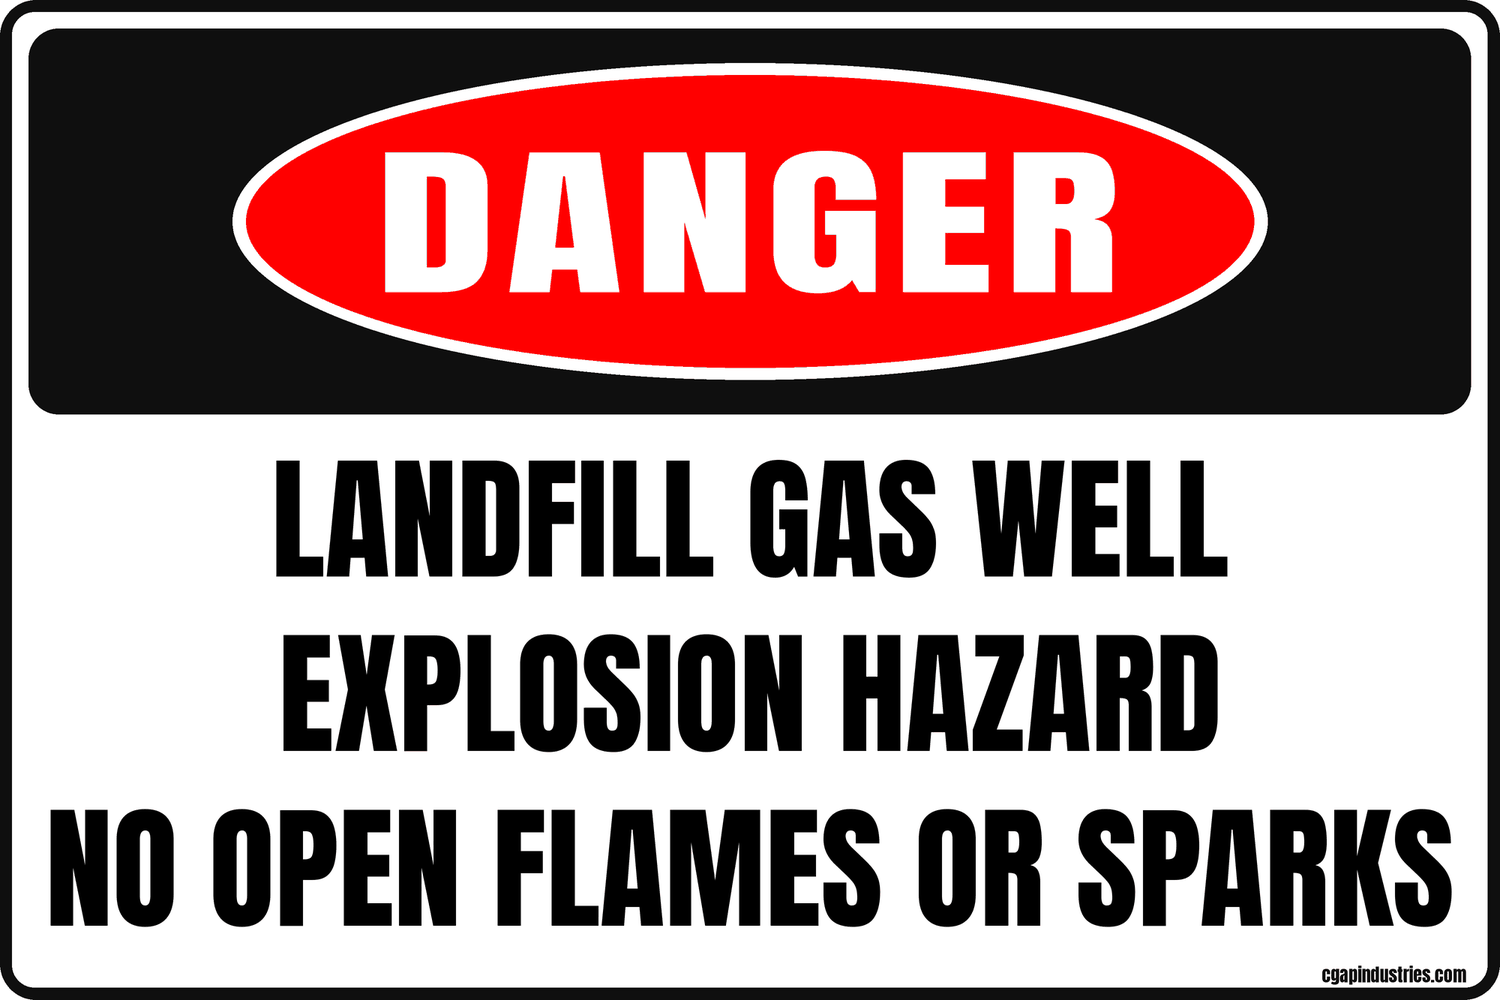 DANGER
LANDFILL GAS WELL
EXPLOSION HAZARD
NO OPEN FLAMES OR SPARKS
cgapindustries.com